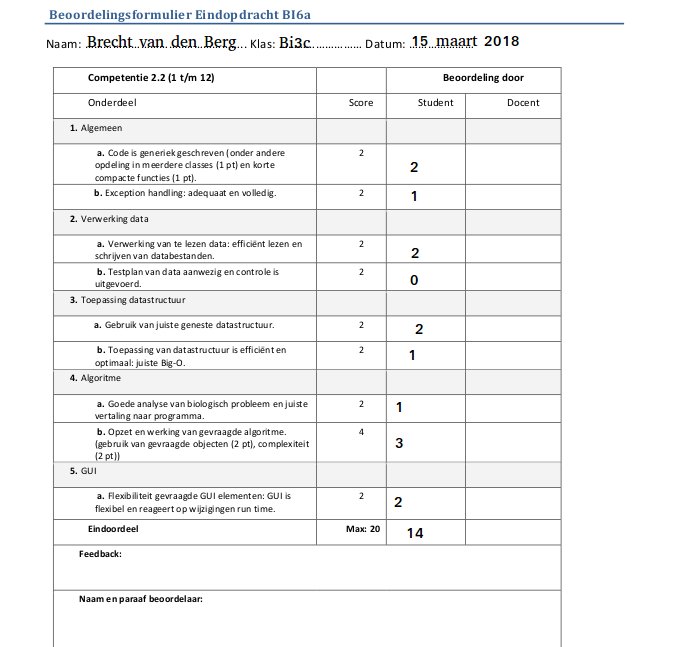 Beoordelingsformulier Eindopdracht BI6a
Naam: Brecht van den Berg... Klas: Bi3c............... Datum: 15 maart 2018
Competentie 2.2 (1 t/m 12) Beoordeling door
Onderdeel Score Student Docent
1. Algemeen
a. Code is generiek geschreven (onder andere
opdeling in meerdere classes (1 pt) en korte
compacte functies (1 pt). 2 2
b. Exception handling: adequaat en volledig. 2 1
2. Verwerking data
a. Verwerking van te lezen data: efficiënt lezen en
schrijven van databestanden. 2 2
b. Testplan van data aanwezig en controle is
uitgevoerd. 2 0
3. Toepassing datastructuur
a. Gebruik van juiste geneste datastructuur. 2 2
b. Toepassing van datastructuur is efficiënt en
optimaal: juiste Big-O. 2 1
4. Algoritme
a. Goede analyse van biologisch probleem en juiste
vertaling naar programma. 2 1
b. Opzet en werking van gevraagde algoritme.
(gebruik van gevraagde objecten (2 pt), complexiteit
(2 pt)) 4 3
5. GUI
a. Flexibiliteit gevraagde GUI elementen: GUI is
flexibel en reageert op wijzigingen run time. 2 2
Eindoordeel Max: 20 14
Feedback:
Naam en paraaf beoordelaar: